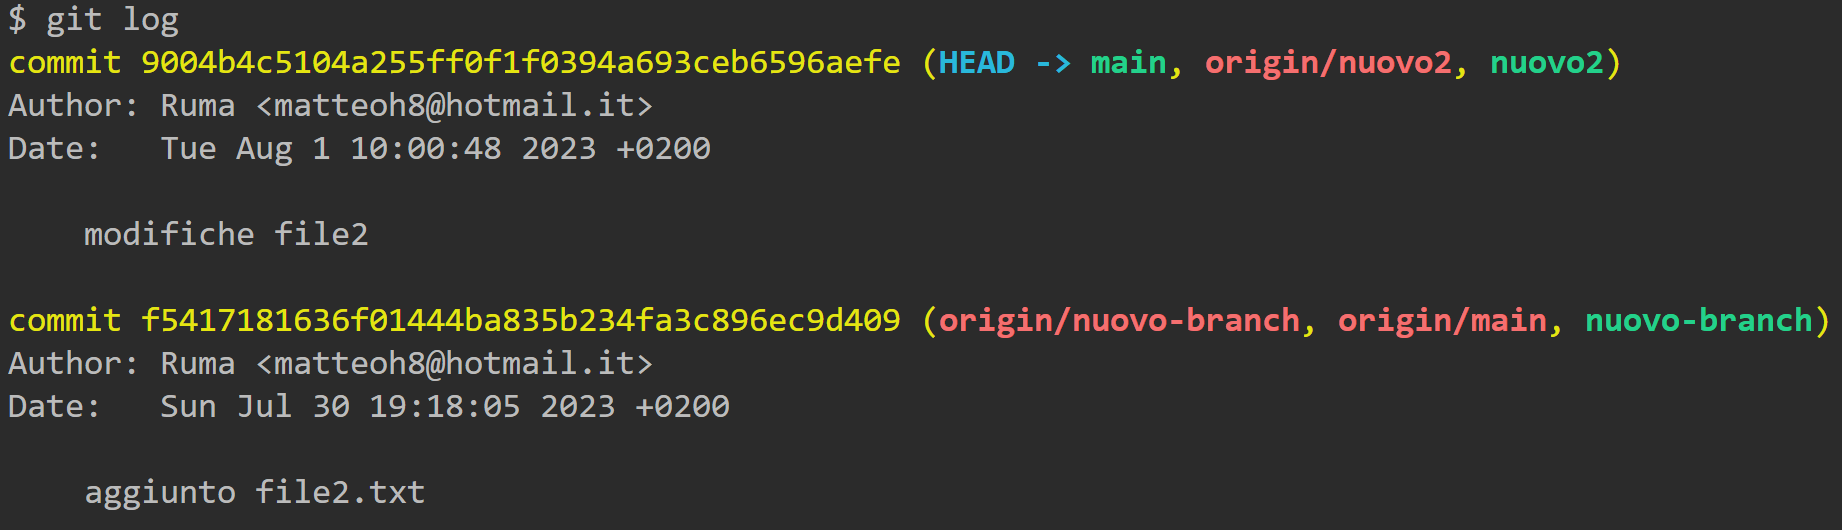 $ git log
commit 9004b4c5104a255ff0f1f0394a693ceb6596aefe (HEAD -> main, origin/nuovo2, nuovo2)
Author: Ruma <matteoh8@hotmail.it>
Date:   Tue Aug 1 10:00:48 2023 +0200
modifiche file2
commit f5417181636f01444ba835b234fa3c896ec9d409 (origin/nuovo-branch, origin/main, nuovo-branch)
Author: Ruma <matteoh8@hotmail.it>
Date:   Sun Jul 30 19:18:05 2023 +0200
aggiunto file2.txt